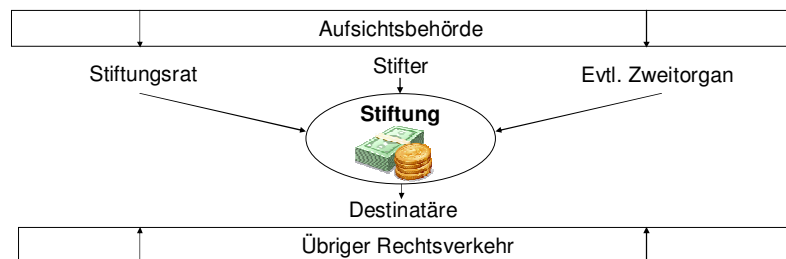 Aufsichtsbehörde
Stiftungsrat
Stifter
Evtl. Zweitorgan
Stiftung
Destinatäre
Übriger Rechtsverkehr